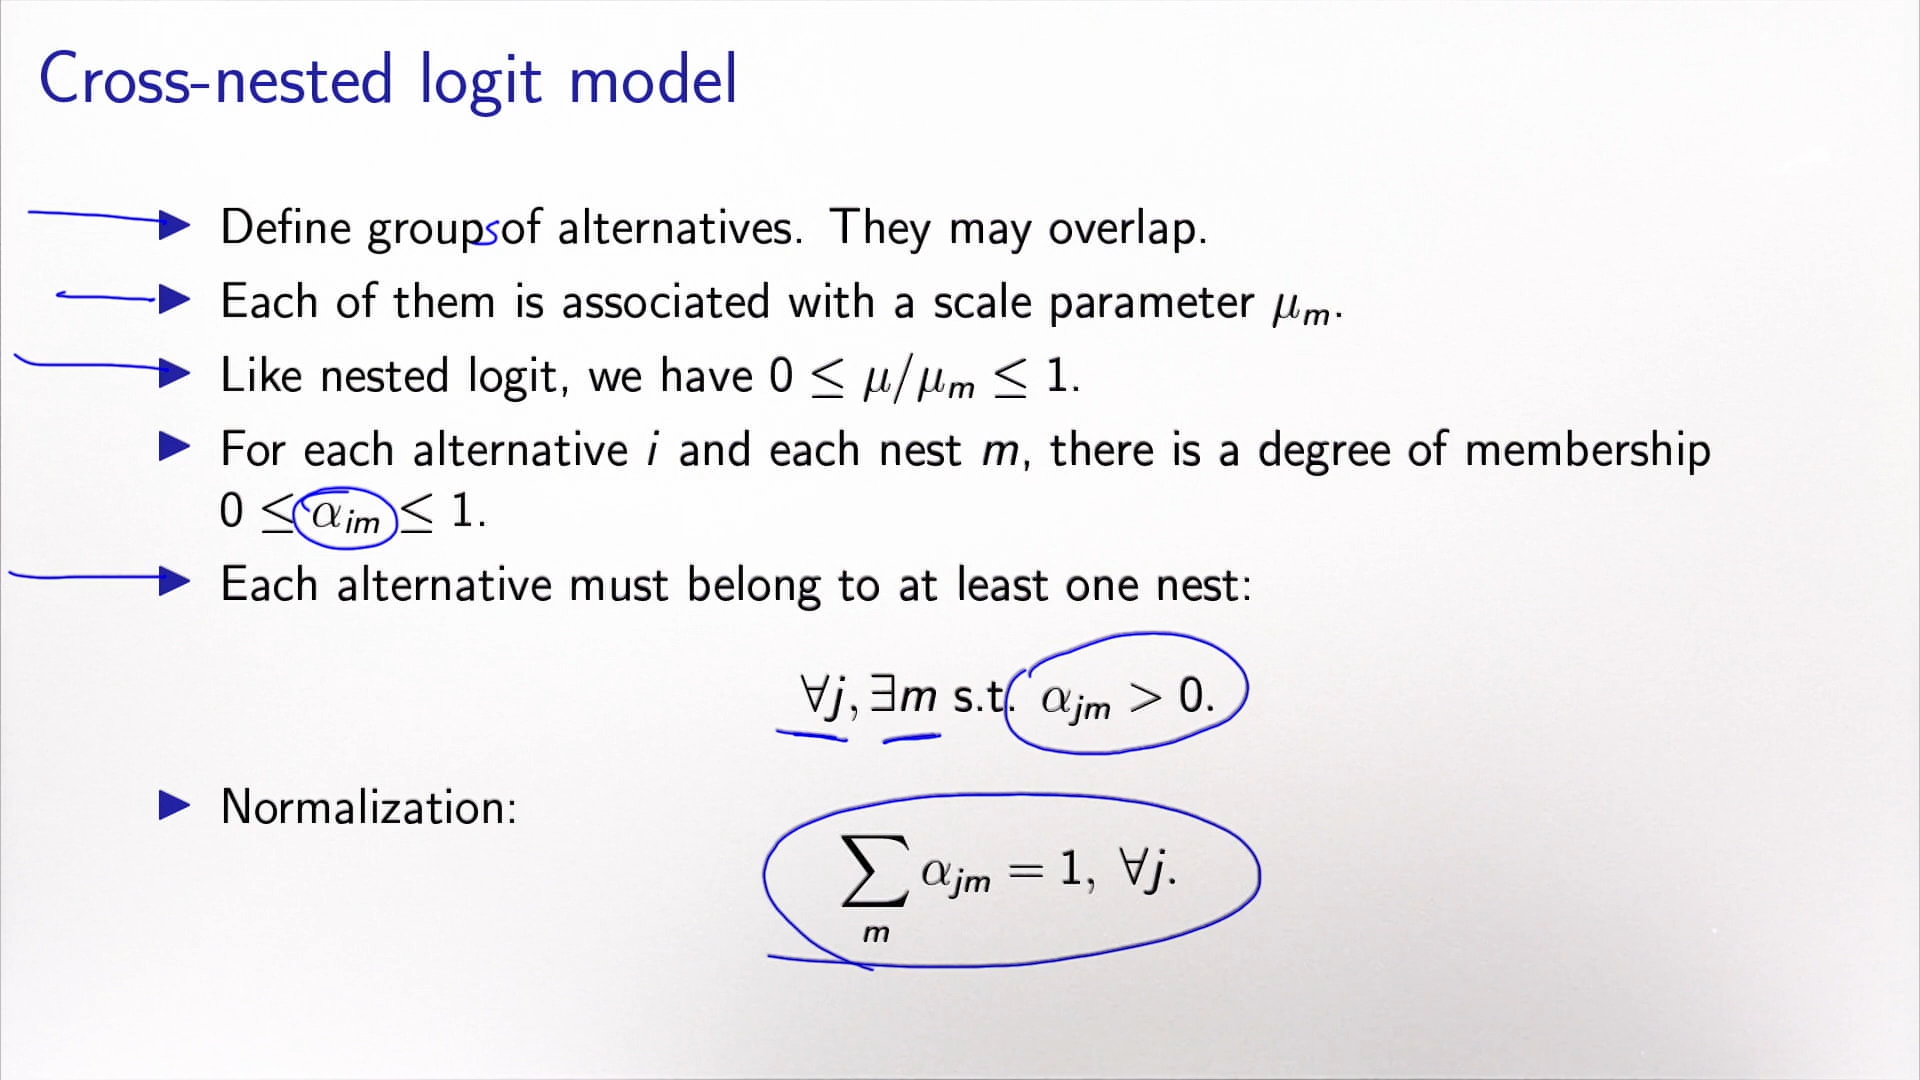 Cross-nested logit model
▶ Define groups of alternatives. They may overlap.
▶ Each of them is associated with a scale parameter μₘ.
▶ Like nested logit, we have 0 ≤ μ/μₘ ≤ 1.
▶ For each alternative i and each nest m, there is a degree of membership
0 ≤ αᵢₘ ≤ 1.
▶ Each alternative must belong to at least one nest:
∀j, ∃m s.t. αⱼₘ > 0.
▶ Normalization:
∑ₘ αⱼₘ = 1, ∀j.